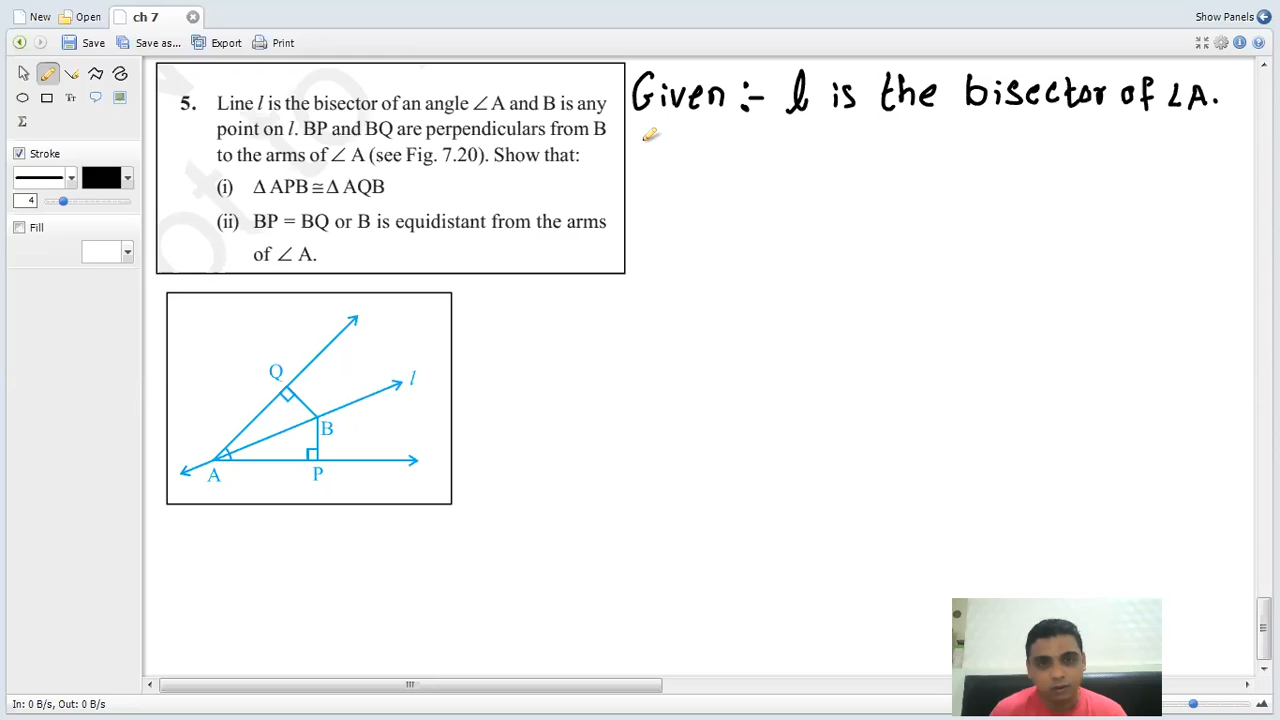 New
Open
ch 7
Show Panels
Save
Save as...
Export
Print
Stroke
4
Fill
5. Line l is the bisector of an angle ∠ A and B is any
point on l. BP and BQ are perpendiculars from B
to the arms of ∠ A (see Fig. 7.20). Show that:
(i) Δ APB ≅ Δ AQB
(ii) BP = BQ or B is equidistant from the arms
of ∠ A.
Given :- l is the bisector of ∠A.
Q
l
B
A
P
In: 0 B/s, Out: 0 B/s